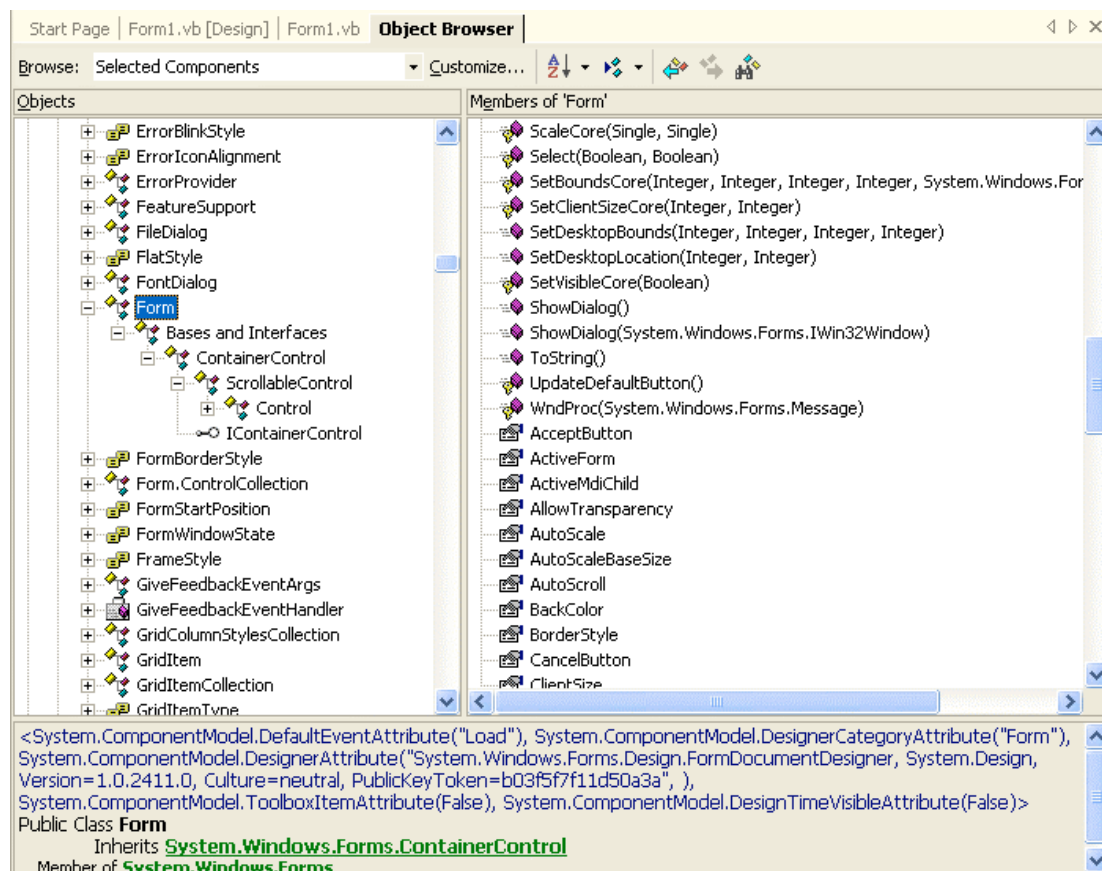 Start Page | Form1.vb [Design] | Form1.vb Object Browser
Browse: Selected Components Customize...
Objects
ErrorBlinkStyle
ErrorIconAlignment
ErrorProvider
FeatureSupport
FileDialog
FlatStyle
FontDialog
Form
Bases and Interfaces
ContainerControl
ScrollableControl
Control
IContainerControl
FormBorderStyle
Form.ControlCollection
FormStartPosition
FormWindowState
FrameStyle
GiveFeedbackEventArgs
GiveFeedbackEventHandler
GridColumnStylesCollection
GridItem
GridItemCollection
GridItemType
Members of 'Form'
ScaleCore(Single, Single)
Select(Boolean, Boolean)
SetBoundsCore(Integer, Integer, Integer, Integer, System.Windows.For
SetClientSizeCore(Integer, Integer)
SetDesktopBounds(Integer, Integer, Integer, Integer)
SetDesktopLocation(Integer, Integer)
SetVisibleCore(Boolean)
ShowDialog()
ShowDialog(System.Windows.Forms.IWin32Window)
ToString()
UpdateDefaultButton()
WndProc(System.Windows.Forms.Message)
AcceptButton
ActiveForm
ActiveMdiChild
AllowTransparency
AutoScale
AutoScaleBaseSize
AutoScroll
BackColor
BorderStyle
CancelButton
ClientSize
<System.ComponentModel.DefaultEventAttribute("Load"), System.ComponentModel.DesignerCategoryAttribute("Form"),
System.ComponentModel.DesignerAttribute("System.Windows.Forms.Design.FormDocumentDesigner, System.Design,
Version=1.0.2411.0, Culture=neutral, PublicKeyToken=b03f5f7f11d50a3a", ),
System.ComponentModel.ToolboxItemAttribute(False), System.ComponentModel.DesignTimeVisibleAttribute(False)>
Public Class Form
Inherits System.Windows.Forms.ContainerControl
Member of System.Windows.Forms